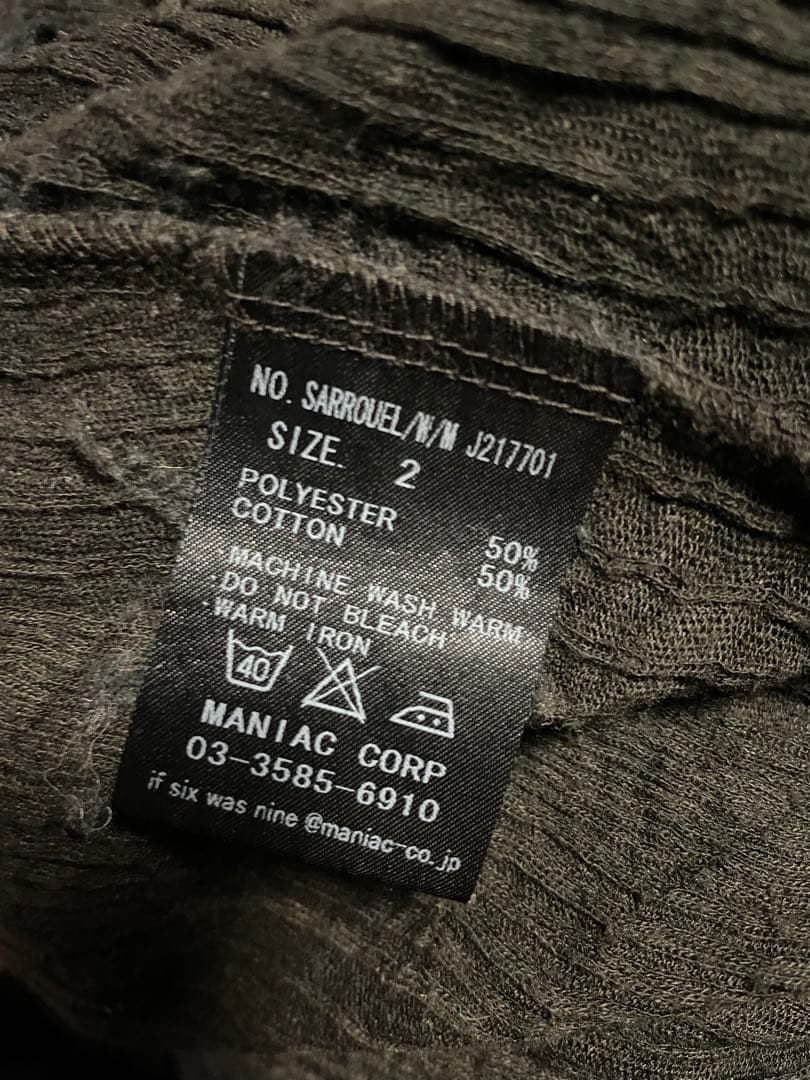 NO. SARROUEL/W/M J217701
SIZE. 2
POLYESTER 50%
COTTON 50%
・MACHINE WASH WARM
・DO NOT BLEACH
・WARM IRON
40
MANIAC CORP
03-3585-6910
if six was nine @maniac-co.jp